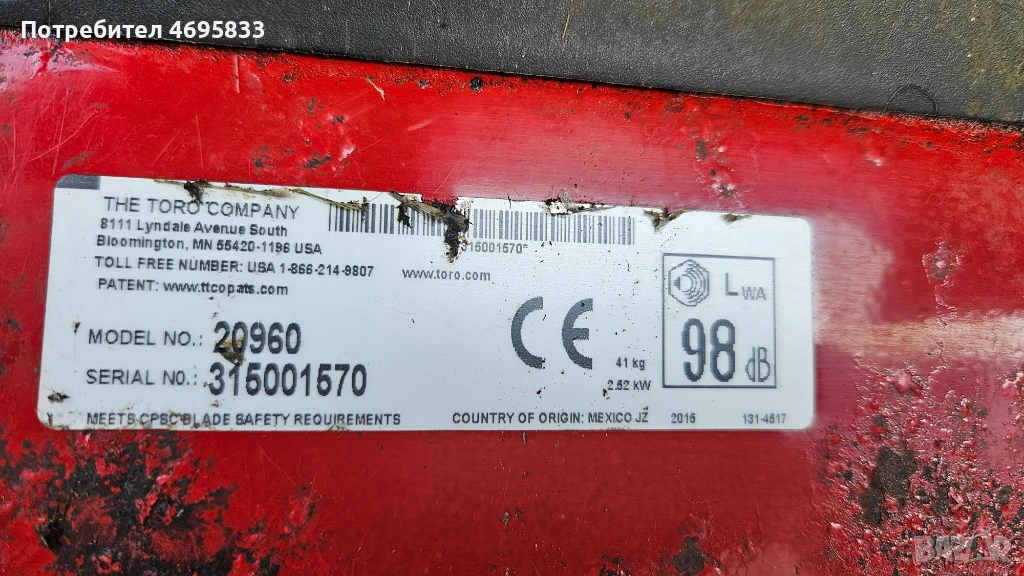 Потребител 4695833
THE TORO COMPANY
8111 Lyndale Avenue South
Bloomington, MN 55420-1196 USA
TOLL FREE NUMBER: USA 1-866-214-9807
PATENT: www.ttcopats.com
315001570*
www.toro.com
MODEL NO.: 20960
SERIAL NO.: 315001570
CE
41 kg
2.52 kW
LWA
98 dB
MEETS CPSC BLADE SAFETY REQUIREMENTS
COUNTRY OF ORIGIN: MEXICO JZ
2015
131-4517